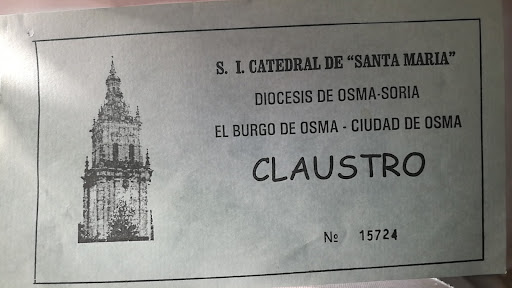 S. I. CATEDRAL DE "SANTA MARIA"
DIOCESIS DE OSMA-SORIA
EL BURGO DE OSMA - CIUDAD DE OSMA
CLAUSTRO
Nº 15724